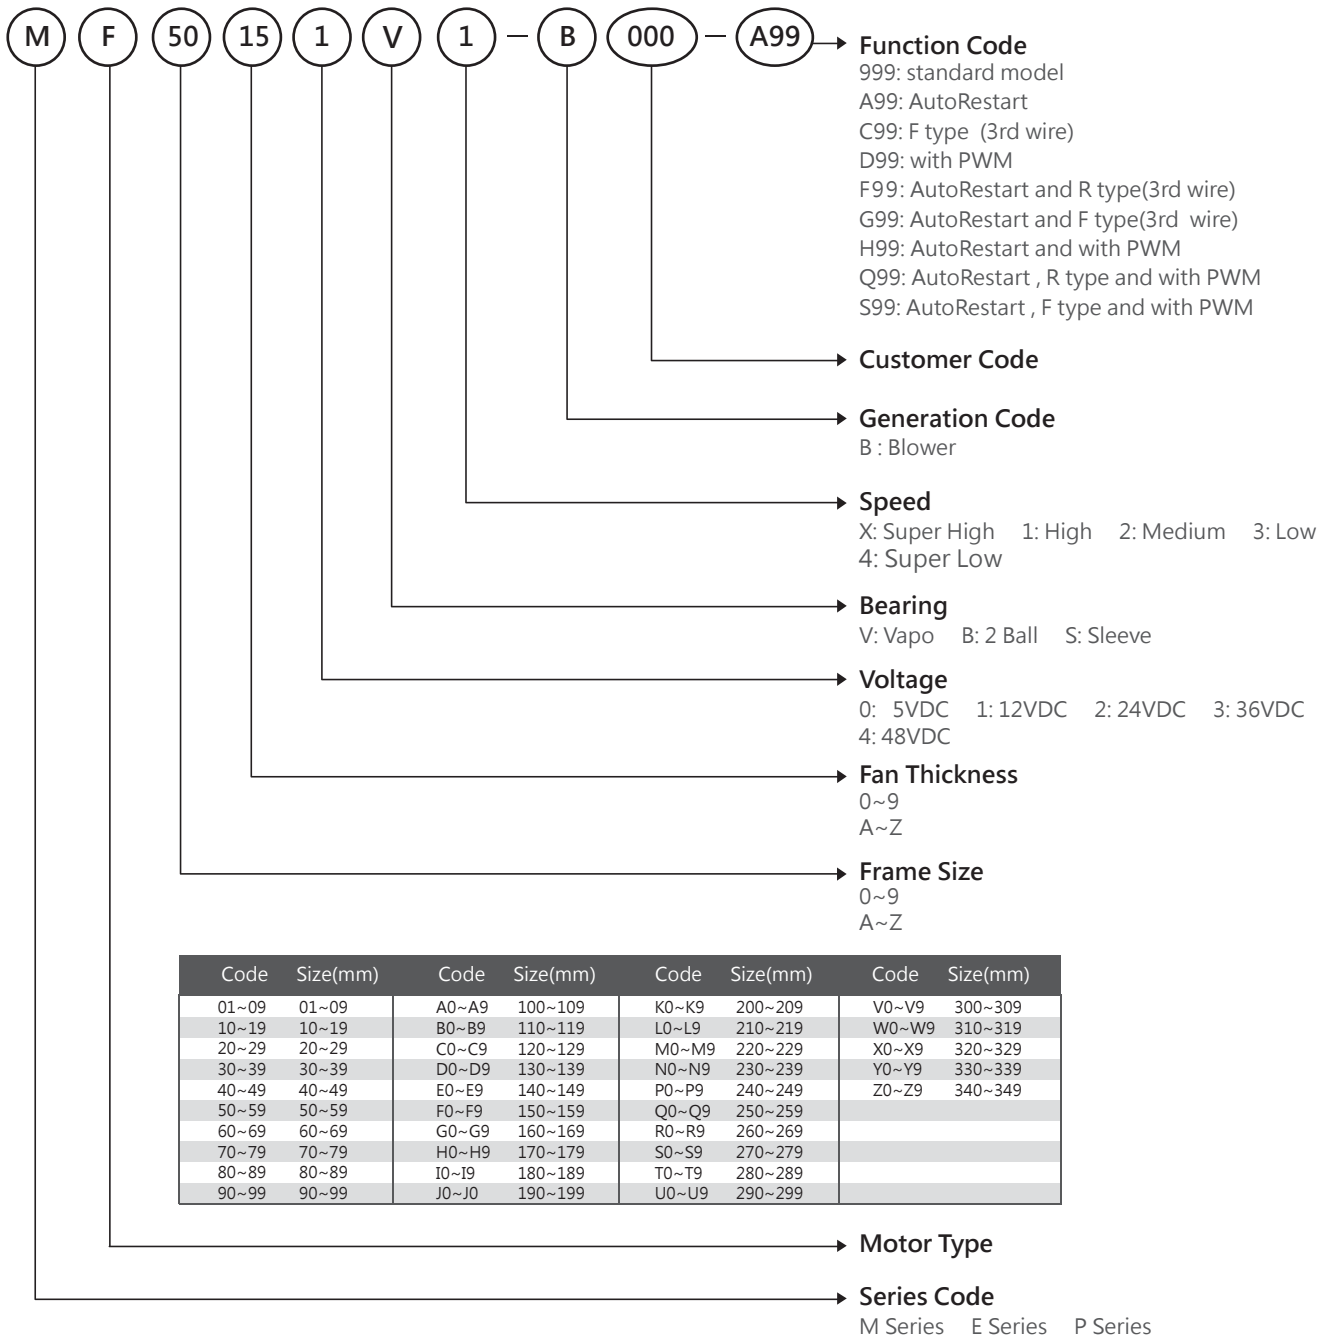 M F 50 15 1 V 1 — B 000 — A99
Function Code
999: standard model
A99: AutoRestart
C99: F type (3rd wire)
D99: with PWM
F99: AutoRestart and R type(3rd wire)
G99: AutoRestart and F type(3rd wire)
H99: AutoRestart and with PWM
Q99: AutoRestart , R type and with PWM
S99: AutoRestart , F type and with PWM
Customer Code
Generation Code
B : Blower
Speed
X: Super High 1: High 2: Medium 3: Low
4: Super Low
Bearing
V: Vapo B: 2 Ball S: Sleeve
Voltage
0: 5VDC 1: 12VDC 2: 24VDC 3: 36VDC
4: 48VDC
Fan Thickness
0~9
A~Z
Frame Size
0~9
A~Z
Code Size(mm) Code Size(mm) Code Size(mm) Code Size(mm)
01~09 01~09 A0~A9 100~109 K0~K9 200~209 V0~V9 300~309
10~19 10~19 B0~B9 110~119 L0~L9 210~219 W0~W9 310~319
20~29 20~29 C0~C9 120~129 M0~M9 220~229 X0~X9 320~329
30~39 30~39 D0~D9 130~139 N0~N9 230~239 Y0~Y9 330~339
40~49 40~49 E0~E9 140~149 P0~P9 240~249 Z0~Z9 340~349
50~59 50~59 F0~F9 150~159 Q0~Q9 250~259
60~69 60~69 G0~G9 160~169 R0~R9 260~269
70~79 70~79 H0~H9 170~179 S0~S9 270~279
80~89 80~89 I0~I9 180~189 T0~T9 280~289
90~99 90~99 J0~J0 190~199 U0~U9 290~299
Motor Type
Series Code
M Series E Series P Series